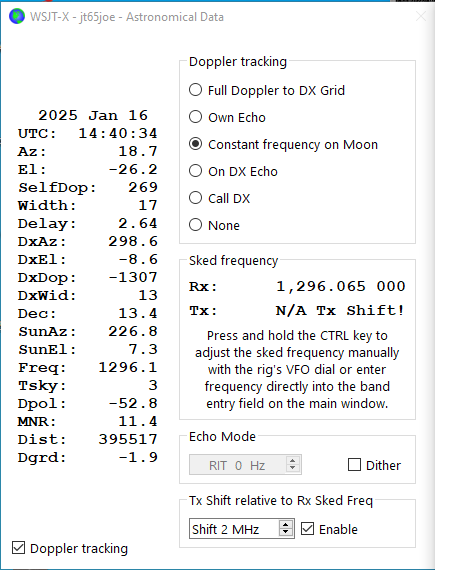 WSJT-X - jt65joe - Astronomical Data
2025 Jan 16
UTC: 14:40:34
Az: 18.7
El: -26.2
SelfDop: 269
Width: 17
Delay: 2.64
DxAz: 298.6
DxEl: -8.6
DxDop: -1307
DxWid: 13
Dec: 13.4
SunAz: 226.8
SunEl: 7.3
Freq: 1296.1
Tsky: 3
Dpol: -52.8
MNR: 11.4
Dist: 395517
Dgrd: -1.9
Doppler tracking
Doppler tracking
Full Doppler to DX Grid
Own Echo
Constant frequency on Moon
On DX Echo
Call DX
None
Sked frequency
Rx: 1,296.065 000
Tx: N/A Tx Shift!
Press and hold the CTRL key to
adjust the sked frequency manually
with the rig's VFO dial or enter
frequency directly into the band
entry field on the main window.
Echo Mode
RIT 0 Hz
Dither
Tx Shift relative to Rx Sked Freq
Shift 2 MHz
Enable